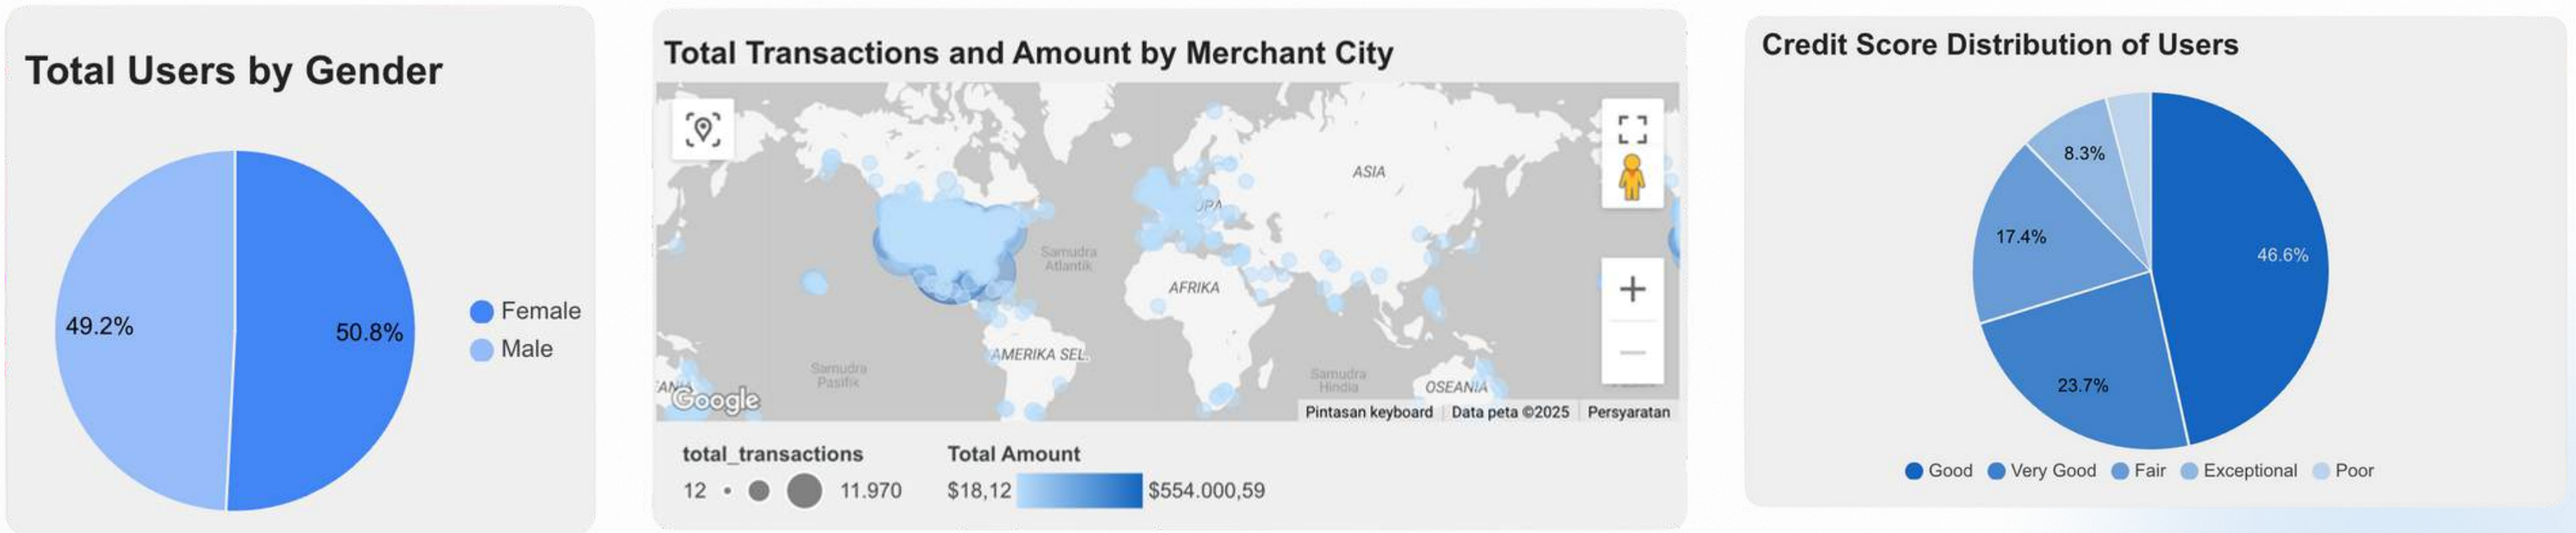 Total Users by Gender
49.2%
50.8%
Female
Male
Total Transactions and Amount by Merchant City
ASIA
Samudra
Atlantik
AFRIKA
AMERIKA SEL.
Samudra
Pasifik
Samudra
Hindia
OSEANIA
Google
Pintasan keyboard
Data peta ©2025
Persyaratan
total_transactions
12
11.970
Total Amount
$18,12
$554.000,59
Credit Score Distribution of Users
8.3%
17.4%
46.6%
23.7%
Good
Very Good
Fair
Exceptional
Poor